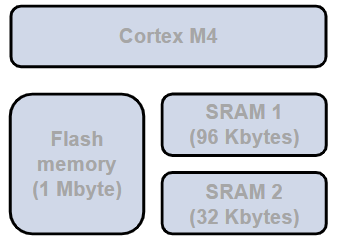 Cortex M4
Flash
memory
(1 Mbyte)
SRAM 1
(96 Kbytes)
SRAM 2
(32 Kbytes)